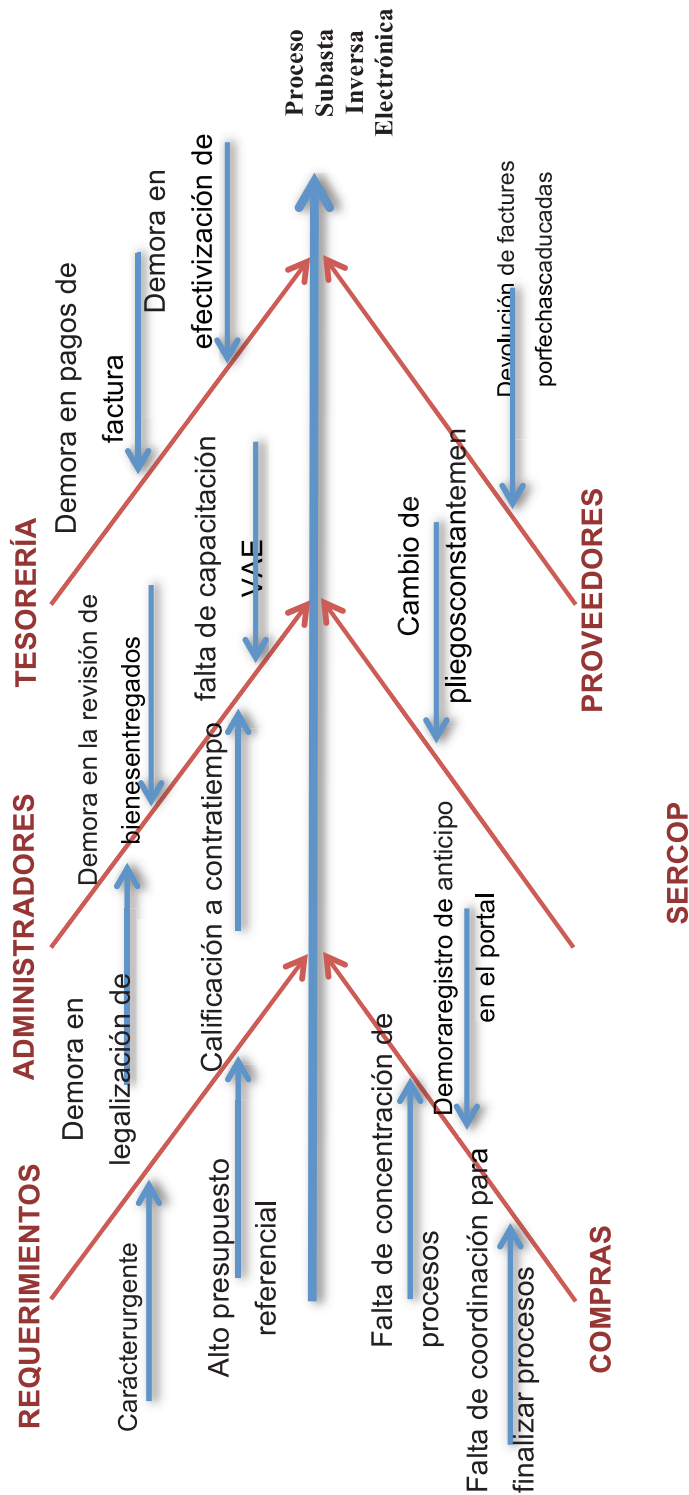 REQUERIMIENTOS
ADMINISTRADORES
TESORERÍA
Carácterurgente
Alto presupuesto
referencial
Demora en
legalización de
Demora en la revisión de
bienesentregados
Calificación a contratiempo
falta de capacitación
VAE
Demora en pagos de
factura
Demora en
efectivización de
Proceso
Subasta
Inversa
Electrónica
Falta de concentración de
procesos
Falta de coordinación para
finalizar procesos
Demoraregistro de anticipo
en el portal
Cambio de
pliegosconstantemen
Devolución de factures
porfechascaducadas
COMPRAS
SERCOP
PROVEEDORES